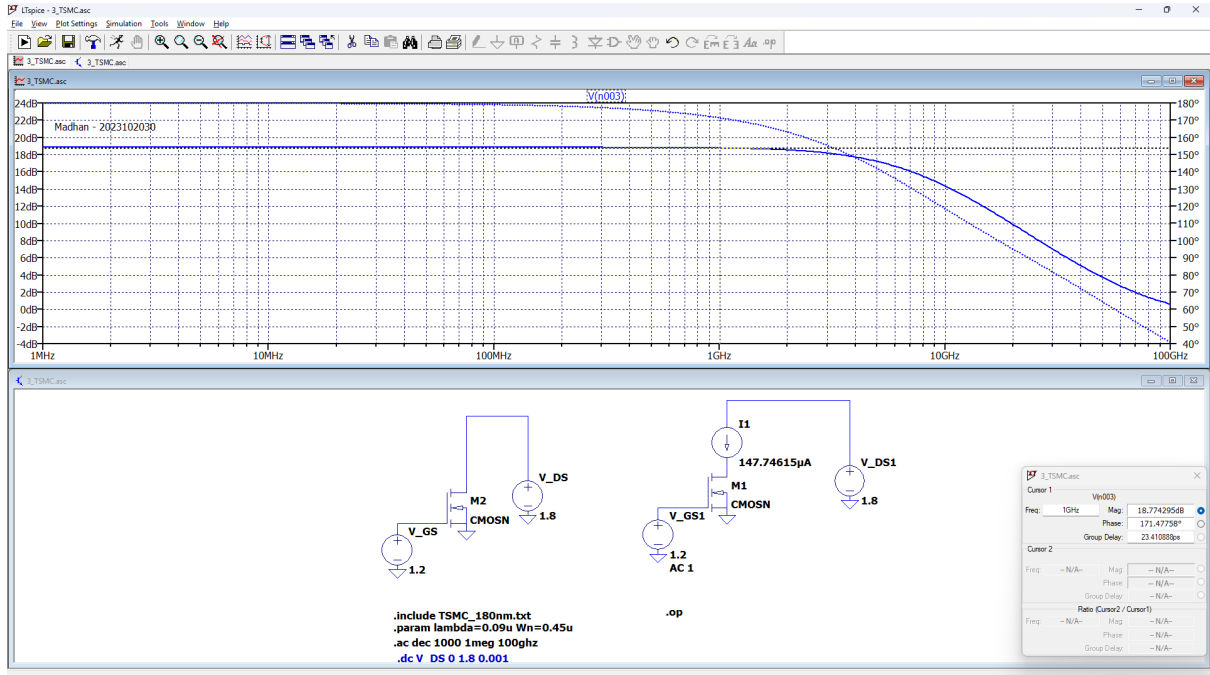 LTspice - 3_TSMC.asc
File View Plot Settings Simulation Tools Window Help
Aa .op
3_TSMC.asc 3_TSMC.asc
3_TSMC.asc
V(n003)
Madhan - 2023102030
24dB
22dB
20dB
18dB
16dB
14dB
12dB
10dB
8dB
6dB
4dB
2dB
0dB
-2dB
-4dB
180°
170°
160°
150°
140°
130°
120°
110°
100°
90°
80°
70°
60°
50°
40°
1MHz 10MHz 100MHz 1GHz 10GHz 100GHz
3_TSMC.asc
V_DS
1.8
M2
CMOSN
V_GS
1.2
I1
147.74615µA
V_DS1
1.8
M1
CMOSN
V_GS1
1.2
AC 1
.include TSMC_180nm.txt
.param lambda=0.09u Wn=0.45u
.ac dec 1000 1meg 100ghz
.dc V_DS 0 1.8 0.001
.op
3_TSMC.asc
Cursor 1
V(n003)
Freq: 1GHz Mag: 18.774295dB
Phase: 171.47758°
Group Delay: 23.410888ps
Cursor 2
Freq: -- N/A-- Mag: -- N/A--
Phase: -- N/A--
Group Delay: -- N/A--
Ratio (Cursor2 / Cursor1)
Freq: -- N/A-- Mag: -- N/A--
Phase: -- N/A--
Group Delay: -- N/A--